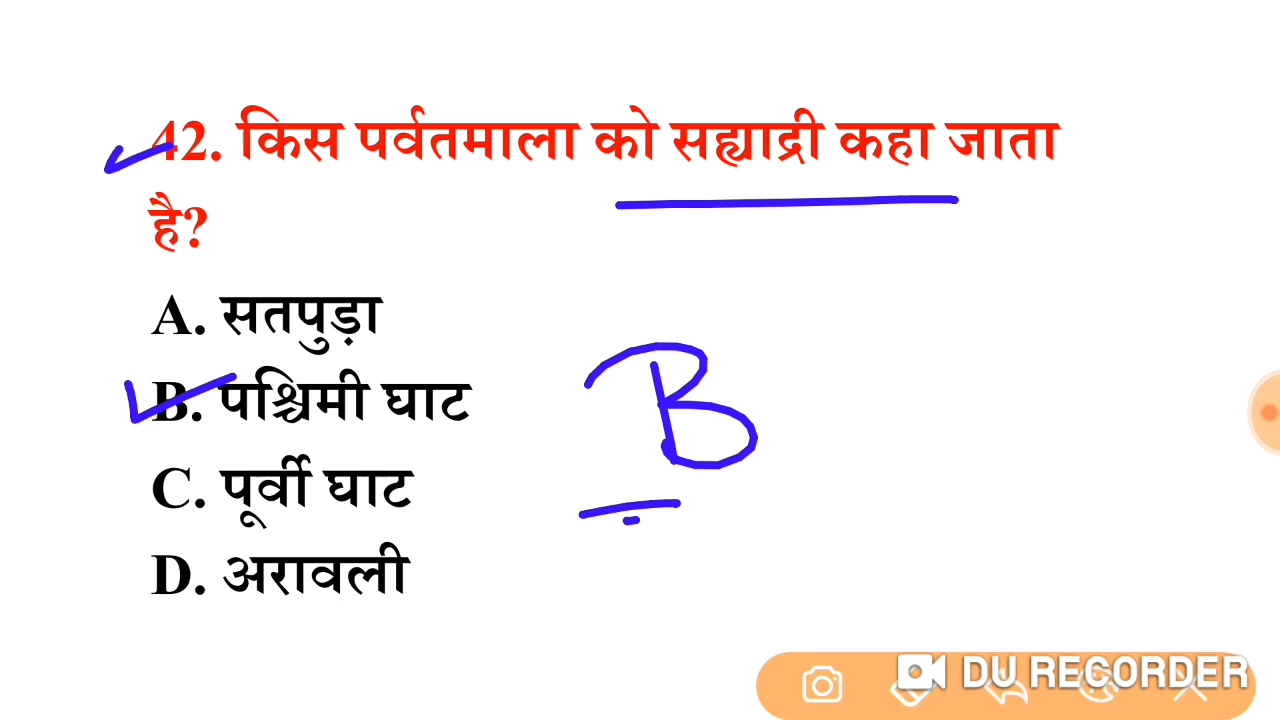 42. किस पर्वतमाला को सह्याद्री कहा जाता
है?
A. सतपुड़ा
B. पश्चिमी घाट
B
C. पूर्वी घाट
D. अरावली
DU RECORDER